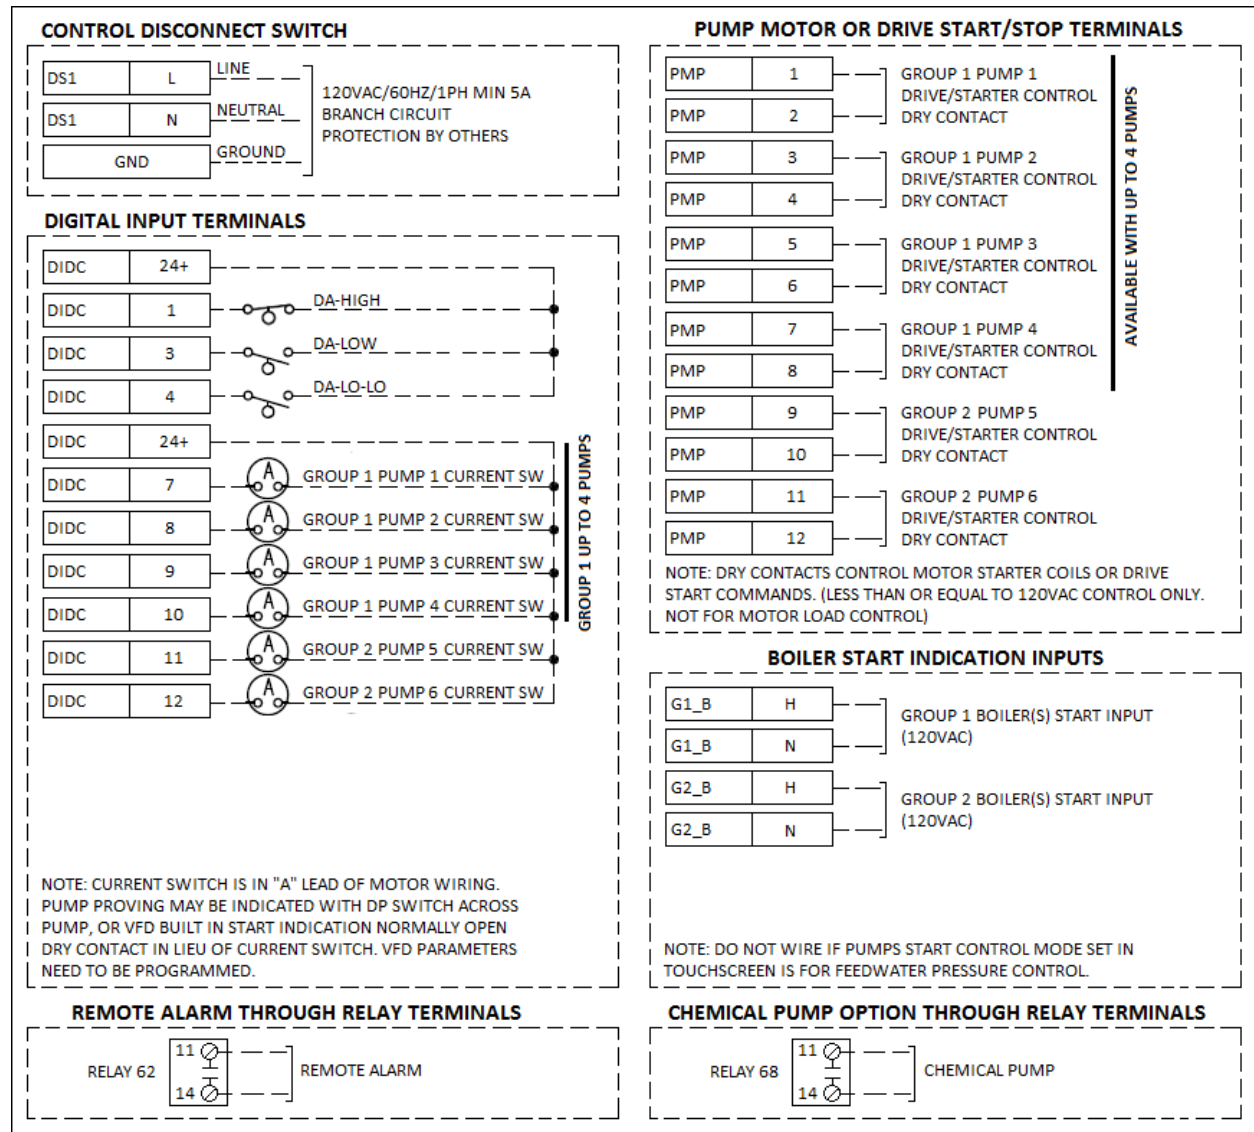 CONTROL DISCONNECT SWITCH
DS1 L LINE
DS1 N NEUTRAL
GND GROUND
120VAC/60HZ/1PH MIN 5A
BRANCH CIRCUIT
PROTECTION BY OTHERS
DIGITAL INPUT TERMINALS
DIDC 24+
DIDC 1 DA-HIGH
DIDC 3 DA-LOW
DIDC 4 DA-LO-LO
DIDC 24+
DIDC 7 A GROUP 1 PUMP 1 CURRENT SW
DIDC 8 A GROUP 1 PUMP 2 CURRENT SW
DIDC 9 A GROUP 1 PUMP 3 CURRENT SW
DIDC 10 A GROUP 1 PUMP 4 CURRENT SW
DIDC 11 A GROUP 2 PUMP 5 CURRENT SW
DIDC 12 A GROUP 2 PUMP 6 CURRENT SW
GROUP 1 UP TO 4 PUMPS
NOTE: CURRENT SWITCH IS IN "A" LEAD OF MOTOR WIRING.
PUMP PROVING MAY BE INDICATED WITH DP SWITCH ACROSS
PUMP, OR VFD BUILT IN START INDICATION NORMALLY OPEN
DRY CONTACT IN LIEU OF CURRENT SWITCH. VFD PARAMETERS
NEED TO BE PROGRAMMED.
REMOTE ALARM THROUGH RELAY TERMINALS
RELAY 62
11
14
REMOTE ALARM
PUMP MOTOR OR DRIVE START/STOP TERMINALS
PMP 1
PMP 2
GROUP 1 PUMP 1
DRIVE/STARTER CONTROL
DRY CONTACT
PMP 3
PMP 4
GROUP 1 PUMP 2
DRIVE/STARTER CONTROL
DRY CONTACT
PMP 5
PMP 6
GROUP 1 PUMP 3
DRIVE/STARTER CONTROL
DRY CONTACT
PMP 7
PMP 8
GROUP 1 PUMP 4
DRIVE/STARTER CONTROL
DRY CONTACT
AVAILABLE WITH UP TO 4 PUMPS
PMP 9
PMP 10
GROUP 2 PUMP 5
DRIVE/STARTER CONTROL
DRY CONTACT
PMP 11
PMP 12
GROUP 2 PUMP 6
DRIVE/STARTER CONTROL
DRY CONTACT
NOTE: DRY CONTACTS CONTROL MOTOR STARTER COILS OR DRIVE
START COMMANDS. (LESS THAN OR EQUAL TO 120VAC CONTROL ONLY.
NOT FOR MOTOR LOAD CONTROL)
BOILER START INDICATION INPUTS
G1_B H
G1_B N
GROUP 1 BOILER(S) START INPUT
(120VAC)
G2_B H
G2_B N
GROUP 2 BOILER(S) START INPUT
(120VAC)
NOTE: DO NOT WIRE IF PUMPS START CONTROL MODE SET IN
TOUCHSCREEN IS FOR FEEDWATER PRESSURE CONTROL.
CHEMICAL PUMP OPTION THROUGH RELAY TERMINALS
RELAY 68
11
14
CHEMICAL PUMP